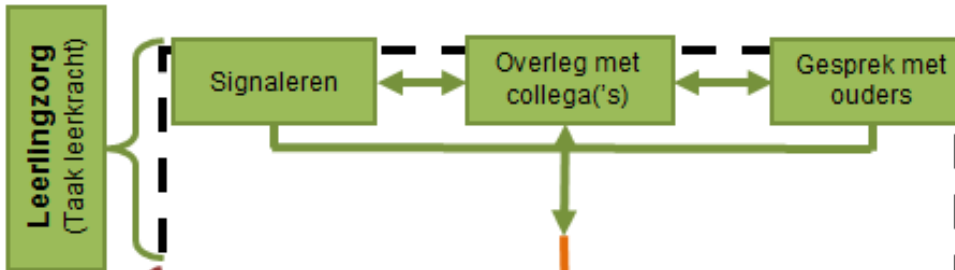 Leerlingzorg
(Taak leerkracht)
Signaleren
Overleg met
collega('s)
Gesprek met
ouders